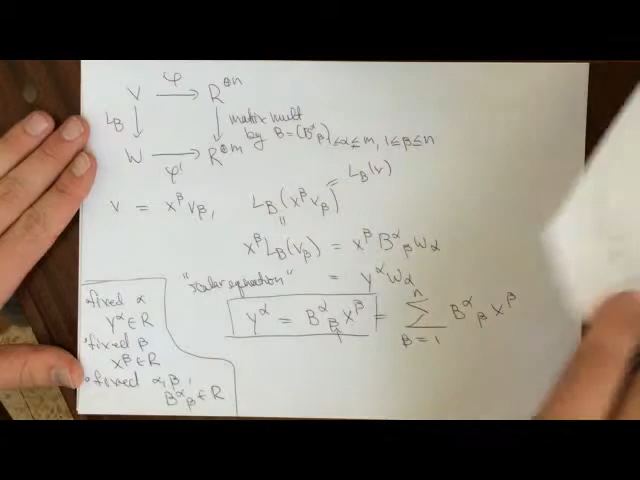 V —φ→ R^{⊕n}
L_B ↓ ↓ matrix mult
by B = (B^α_β) 1≤α≤m, 1≤β≤n
W —φ'→ R^{⊕m}
= L_B(v)
v = x^β v_β, L_B(x^β v_β)
=
x^β L_B(v_β) = x^β B^α_β w_α
"scalar equation" = y^α w_α
y^α = B^α_β x^β = \sum_{β=1}^{n} B^α_β x^β
• fixed α
y^α ∈ R
• fixed β
x^β ∈ R
• fixed α, β,
B^α_β ∈ R